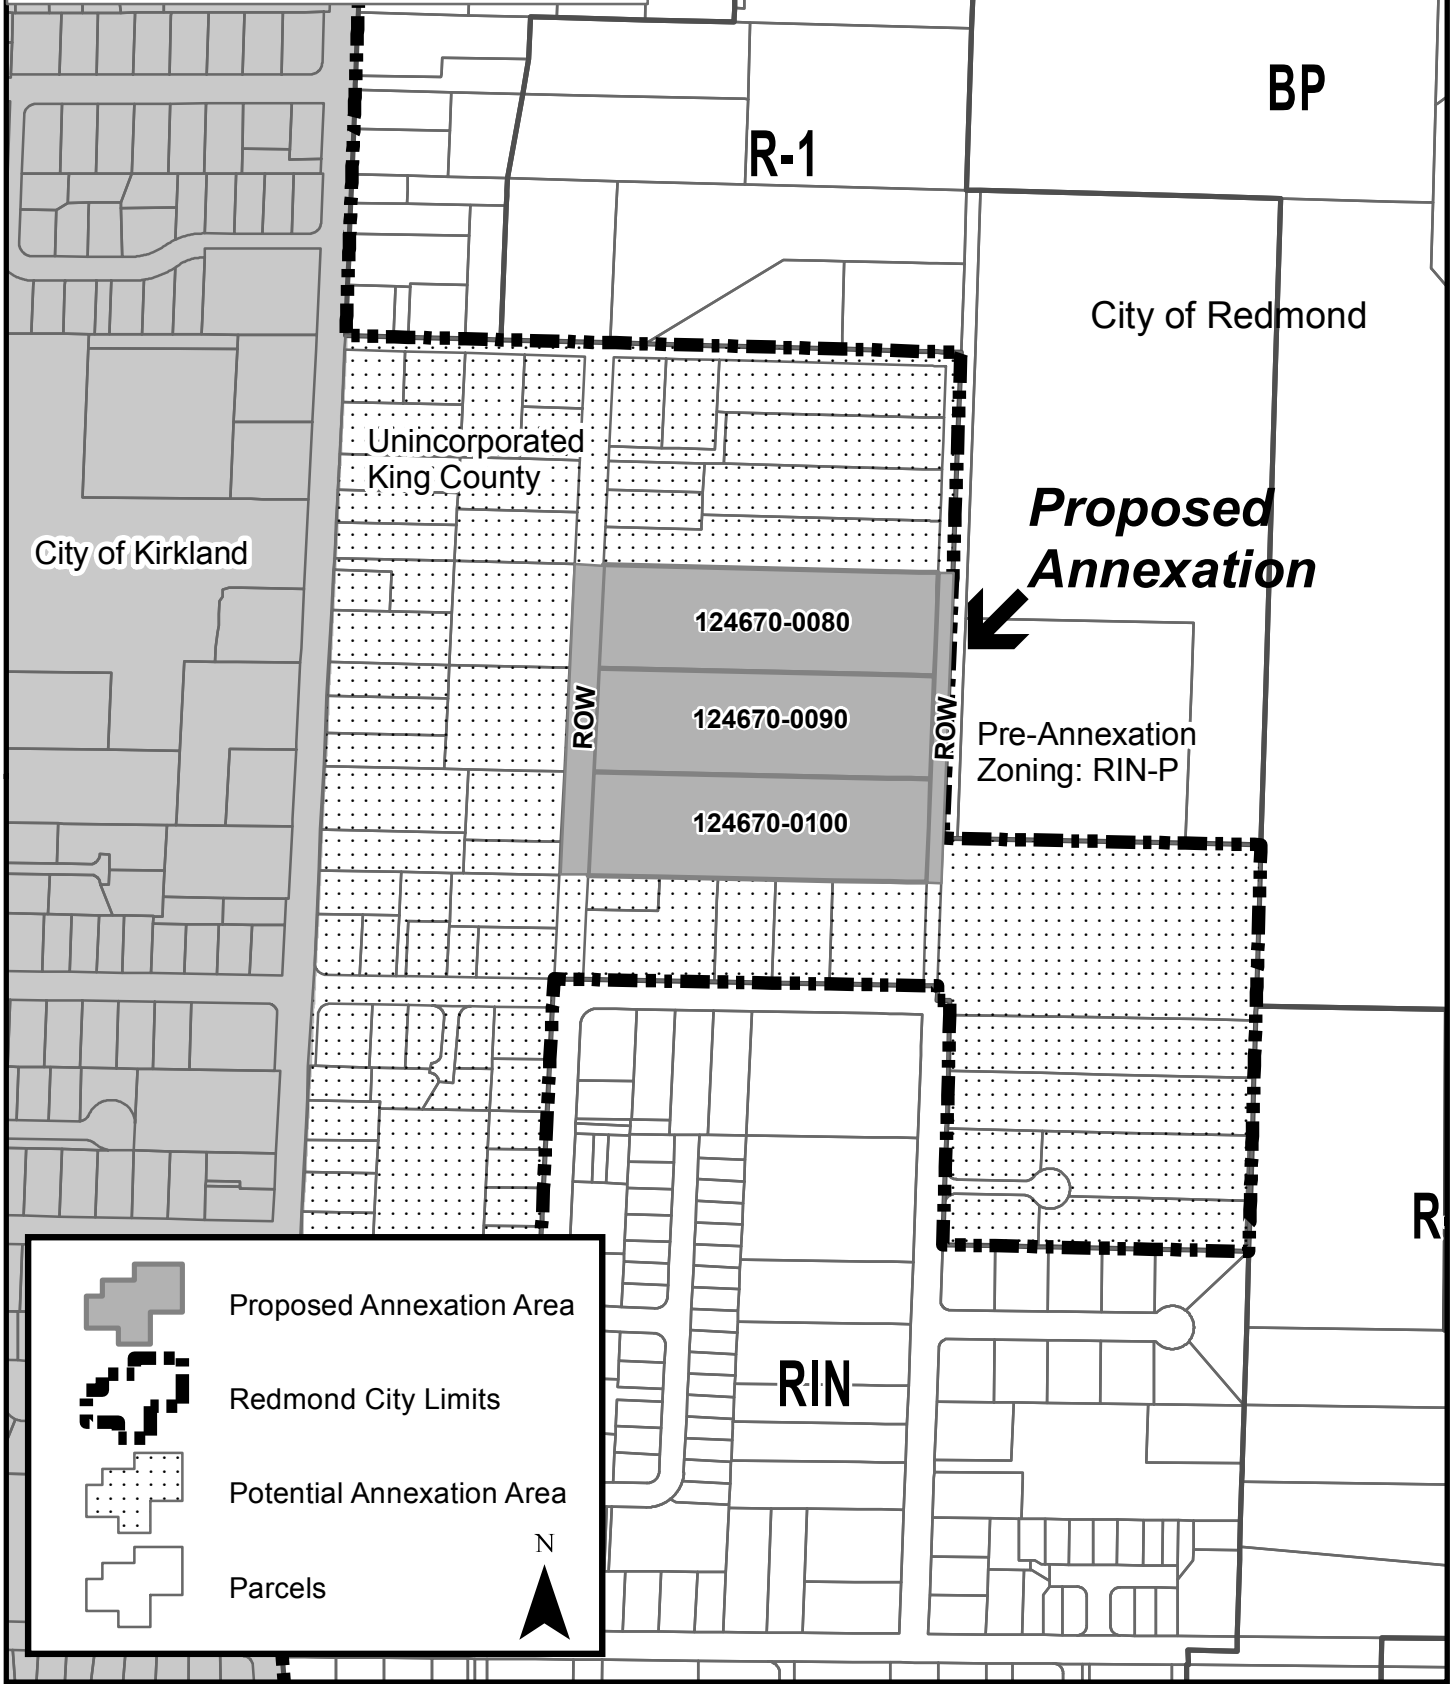 BP
R-1
City of Redmond
Unincorporated
King County
Proposed
Annexation
City of Kirkland
124670-0080
ROW
124670-0090
ROW
Pre-Annexation
Zoning: RIN-P
124670-0100
R
RIN
Proposed Annexation Area
Redmond City Limits
Potential Annexation Area
N
Parcels